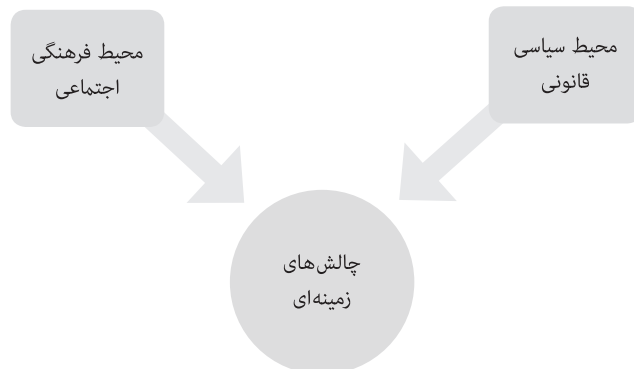 محیط سیاسی
قانونی
محیط فرهنگی
اجتماعی
چالش‌های
زمینه‌ای